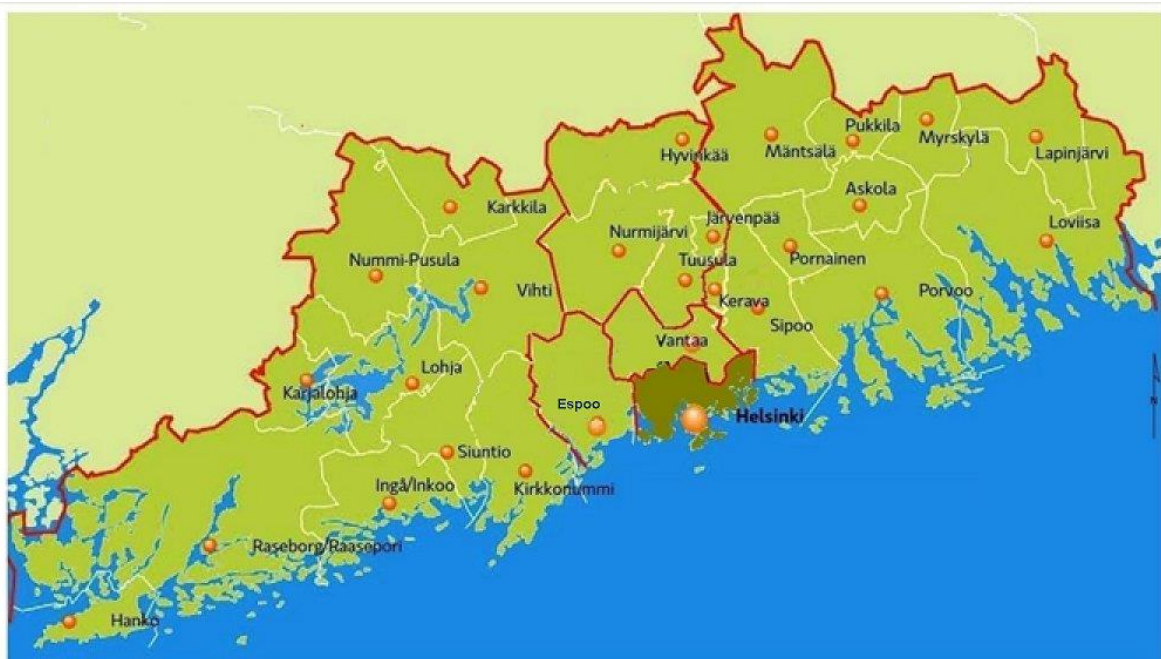 Pukkila
Myrskylä
Hyvinkää
Mäntsälä
Lapinjärvi
Askola
Karkkila
Järvenpää
Loviisa
Nurmijärvi
Nummi-Pusula
Tuusula
Pornainen
Vihti
Kerava
Porvoo
Sipoo
Vantaa
Lohja
Karjalohja
Espoo
Helsinki
Siuntio
Ingå/Inkoo
Kirkkonummi
Raseborg/Raasepori
Hanko
N